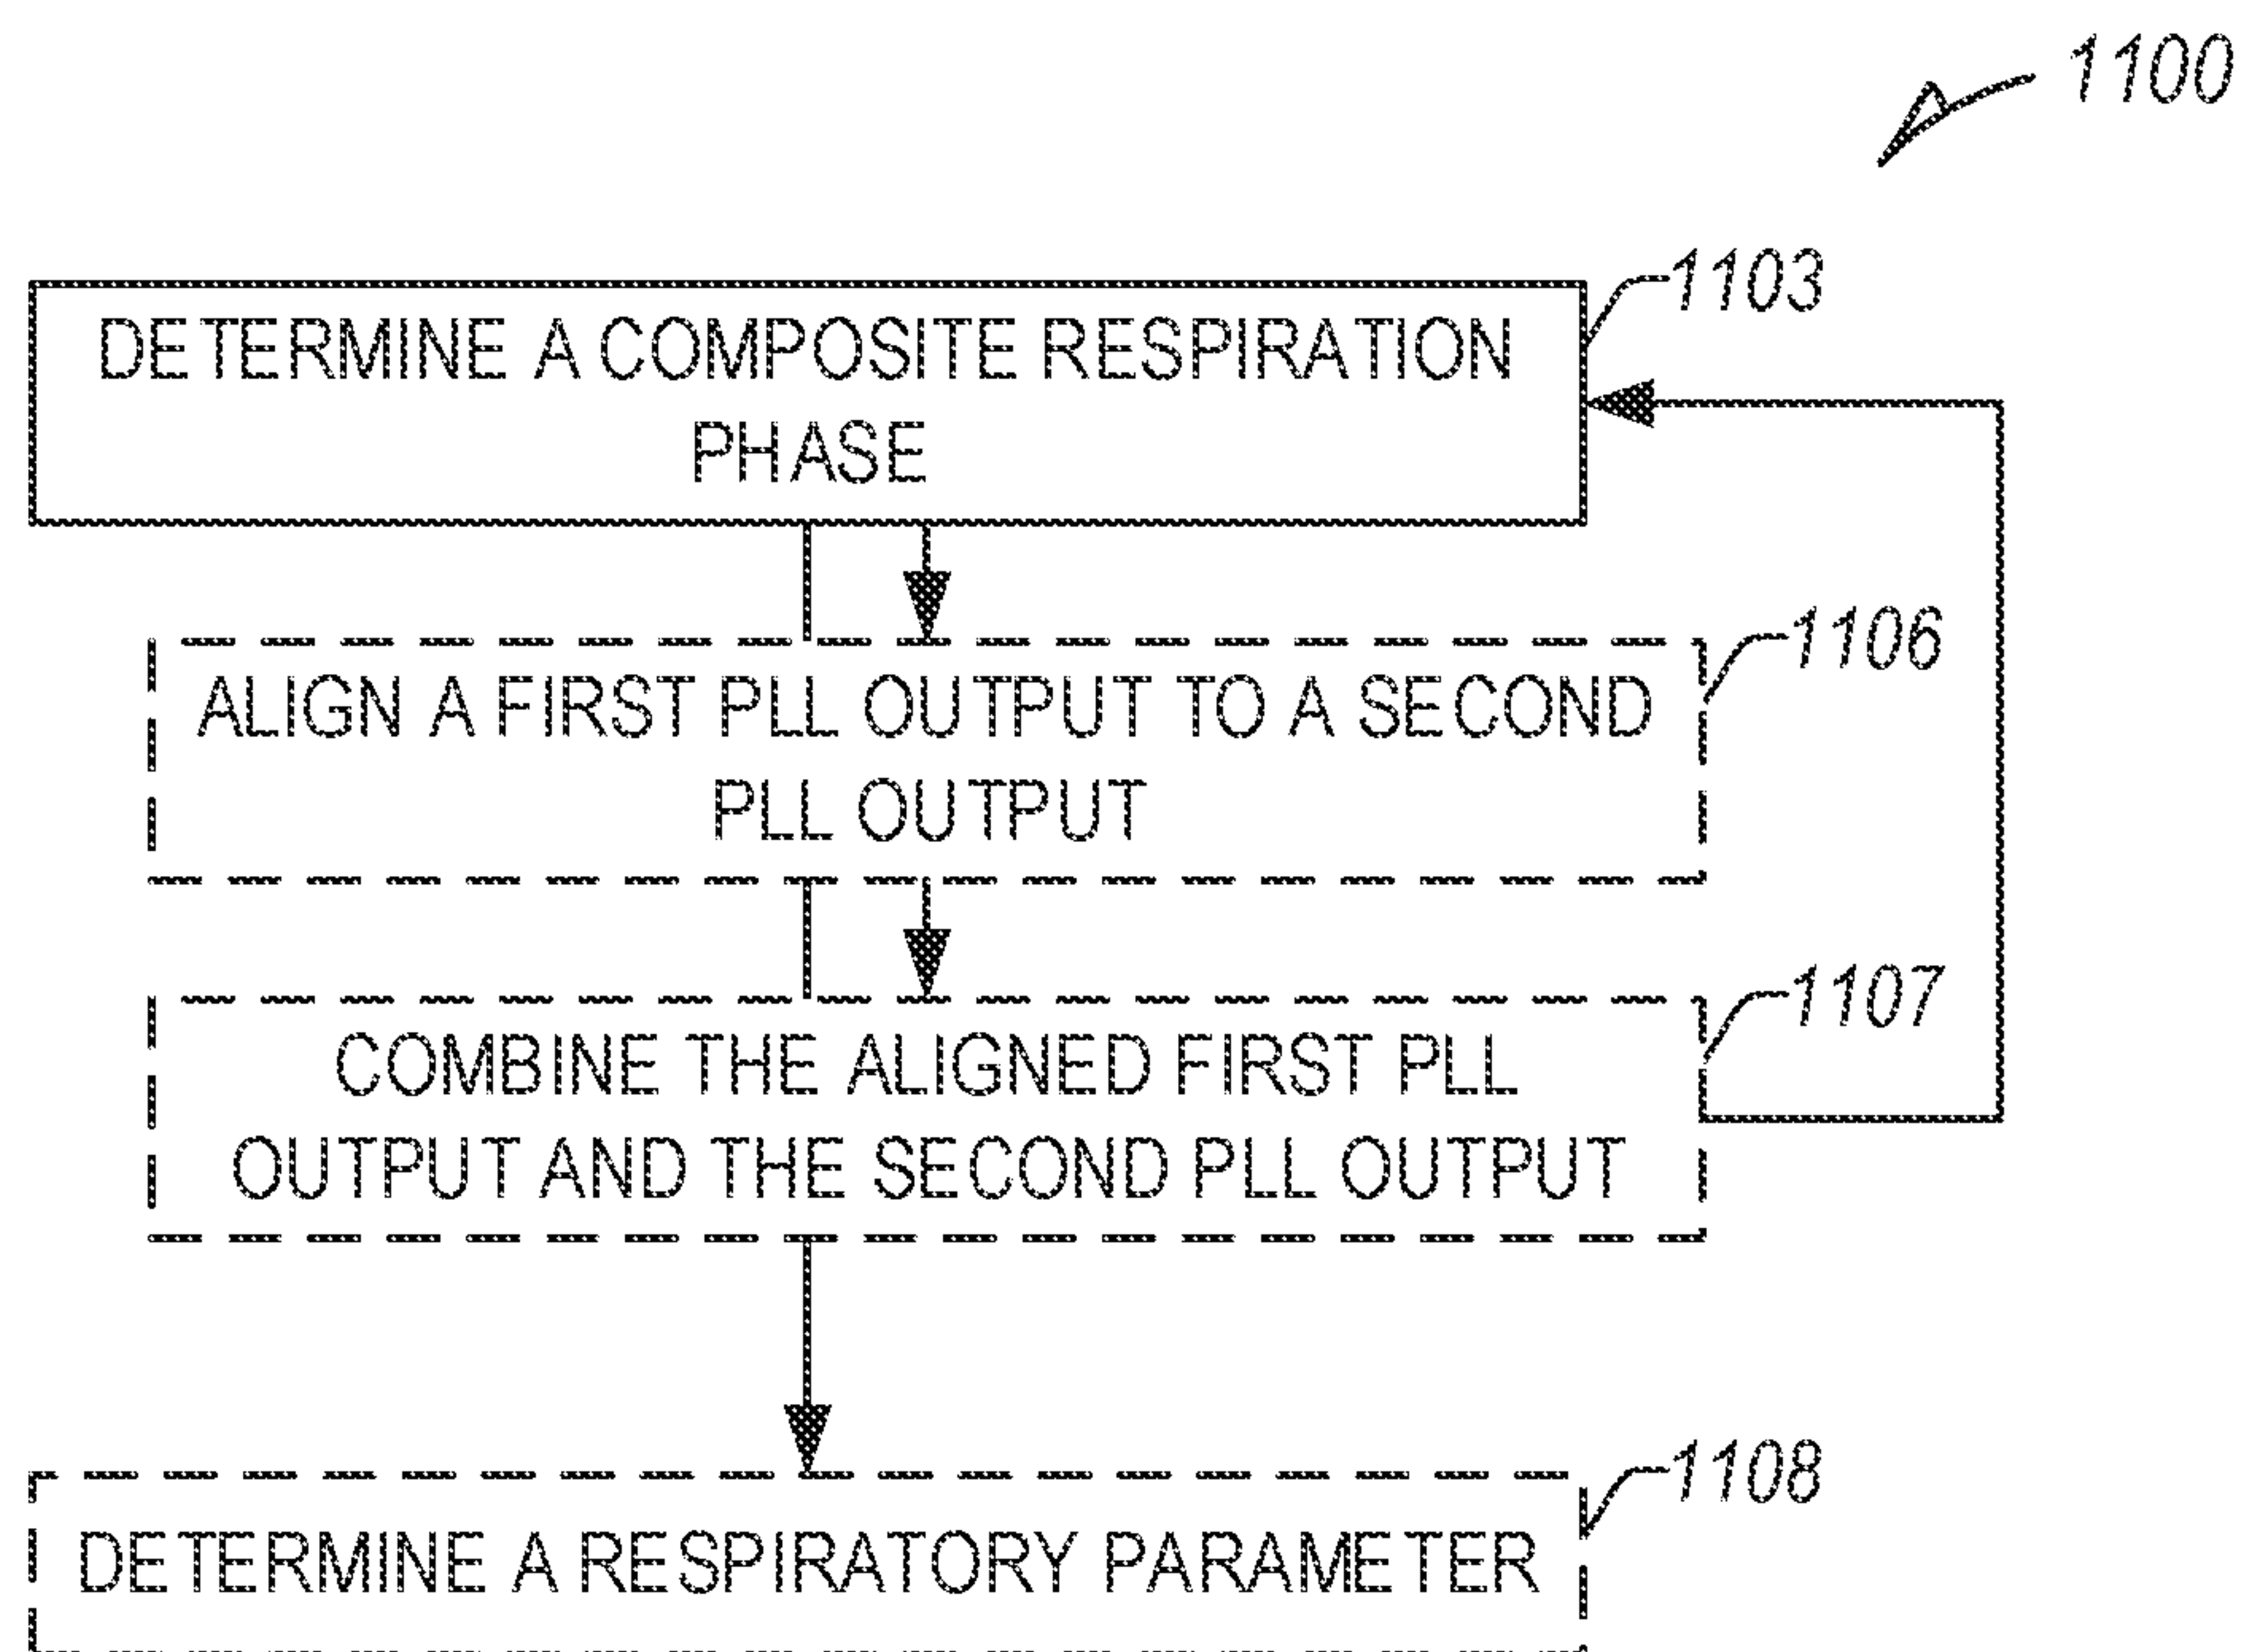 1100
1103
DETERMINE A COMPOSITE RESPIRATION
PHASE
1106
ALIGN A FIRST PLL OUTPUT TO A SECOND
PLL OUTPUT
1107
COMBINE THE ALIGNED FIRST PLL
OUTPUT AND THE SECOND PLL OUTPUT
1108
DETERMINE A RESPIRATORY PARAMETER